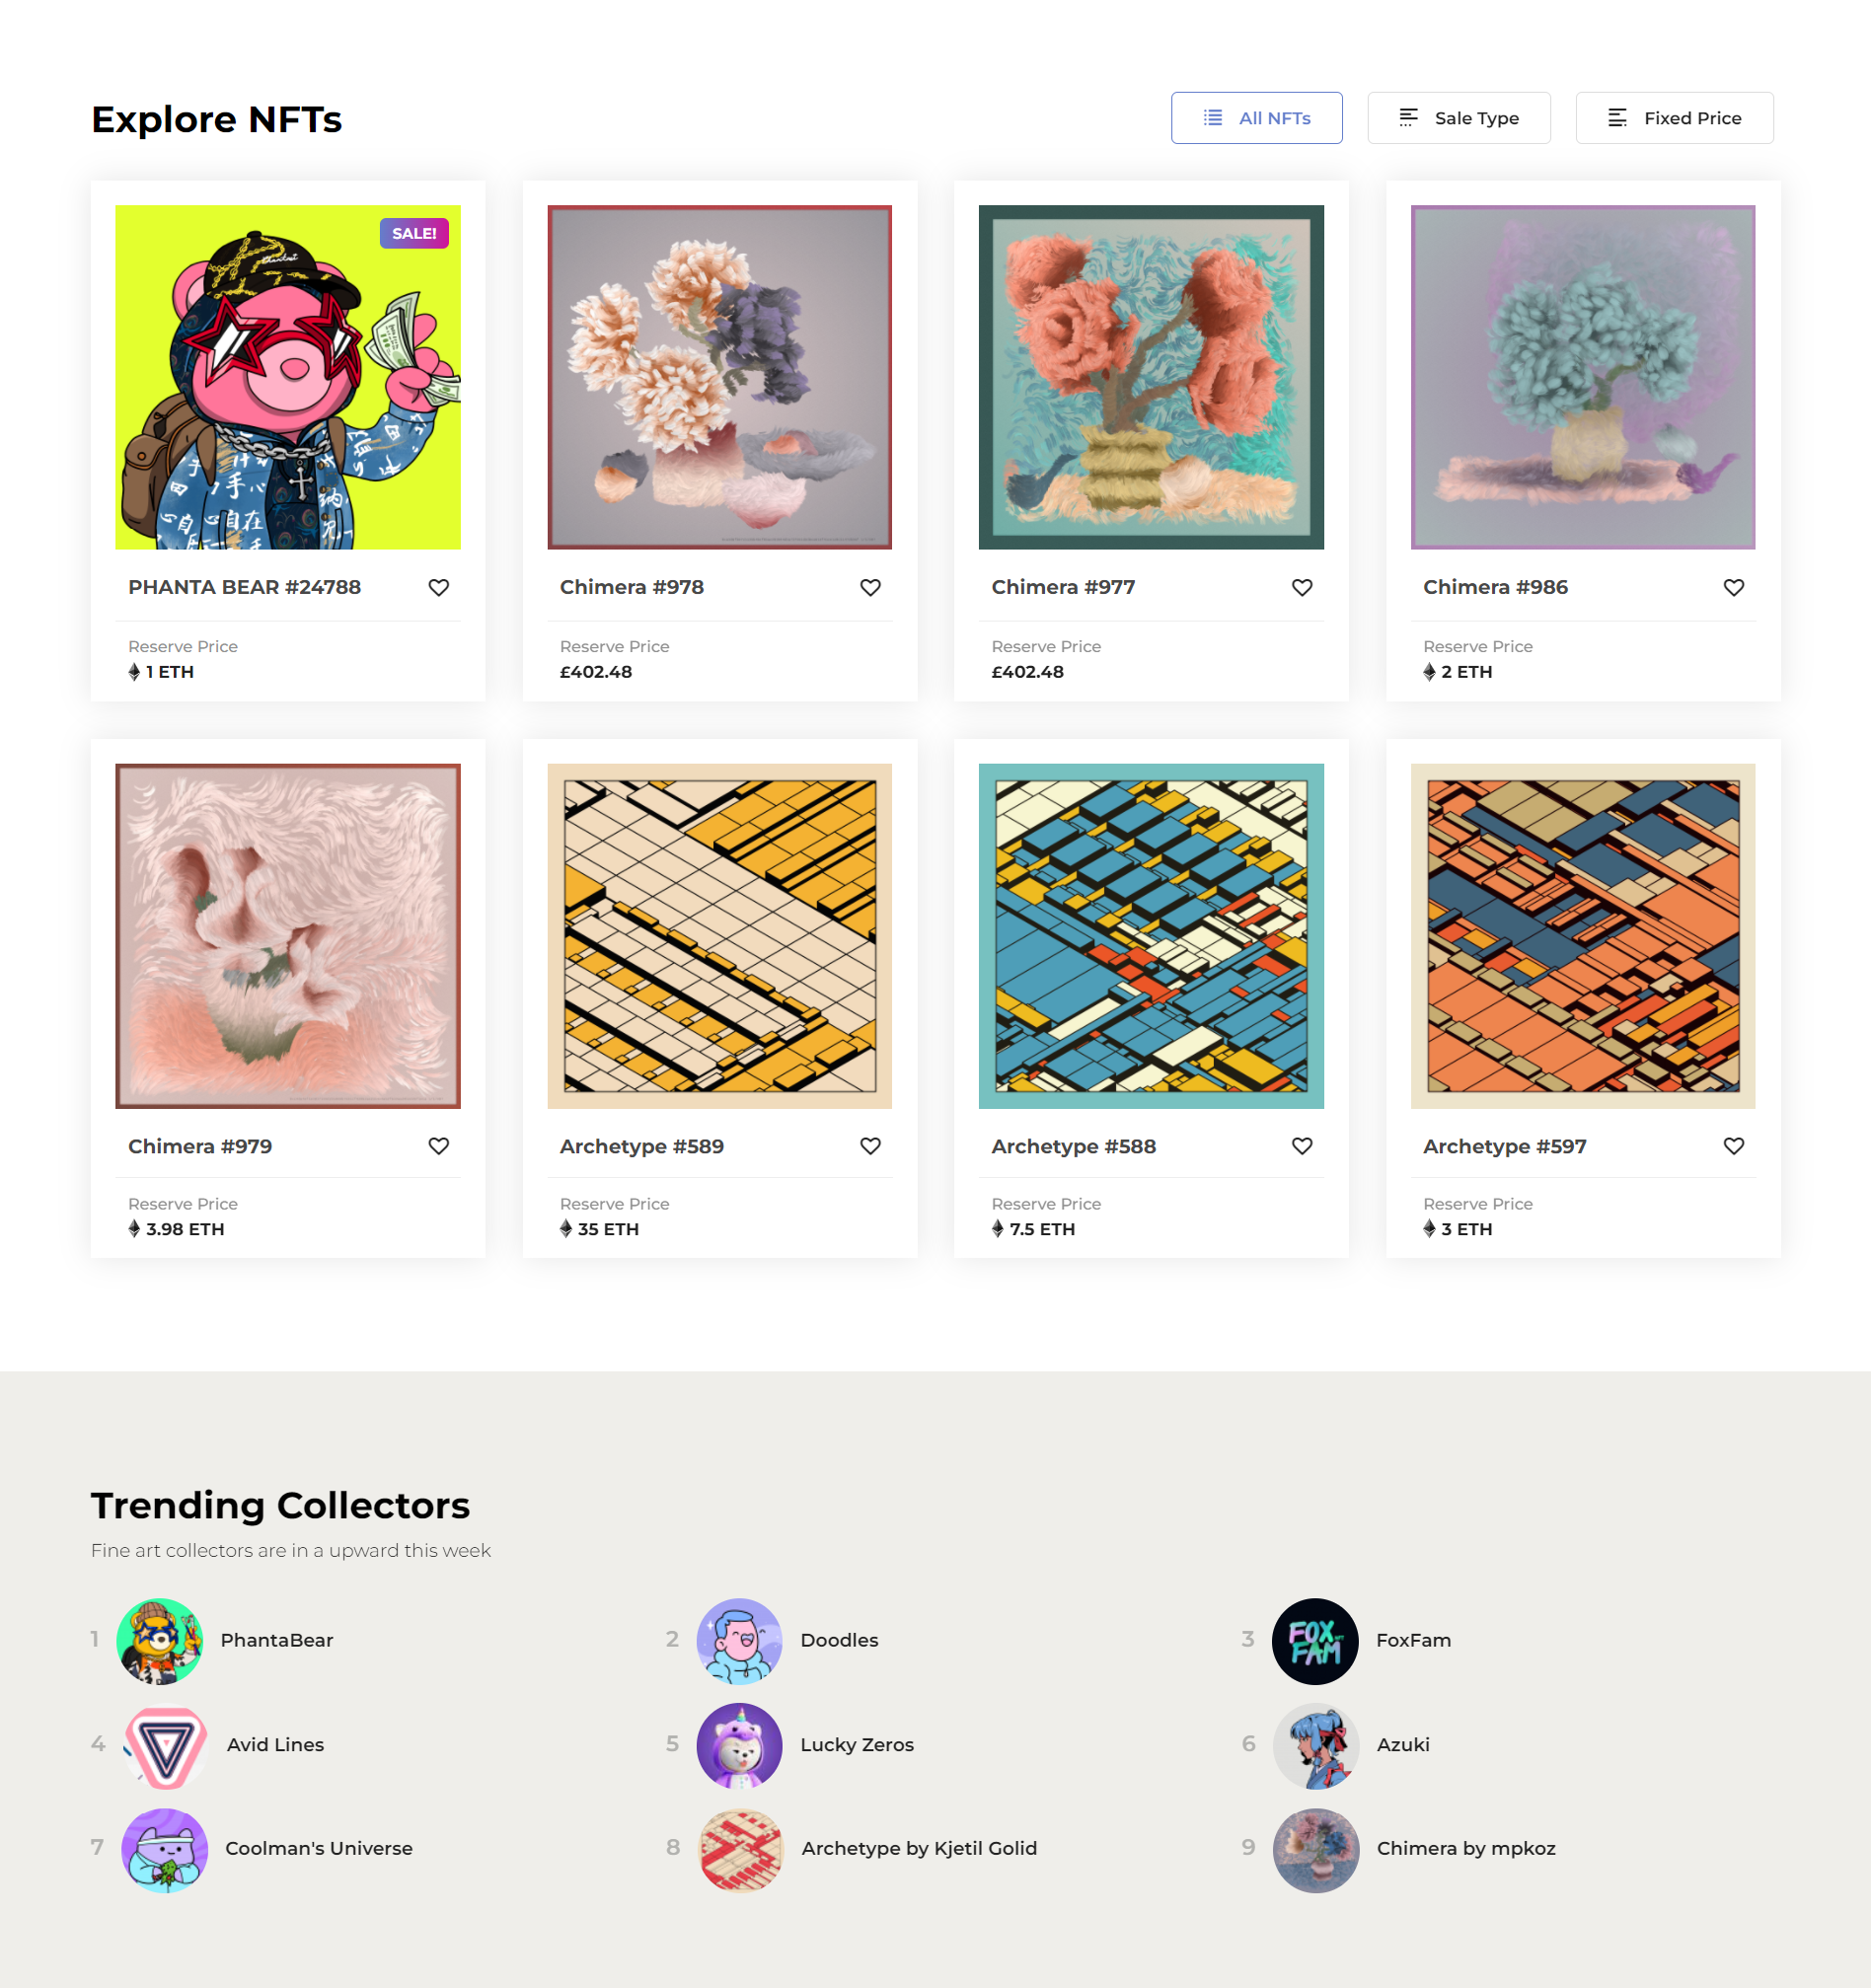 Explore NFTs
All NFTs
Sale Type
Fixed Price
SALE!
PHANTA BEAR #24788
Reserve Price
1 ETH
Chimera #978
Reserve Price
£402.48
Chimera #977
Reserve Price
£402.48
Chimera #986
Reserve Price
2 ETH
Chimera #979
Reserve Price
3.98 ETH
Archetype #589
Reserve Price
35 ETH
Archetype #588
Reserve Price
7.5 ETH
Archetype #597
Reserve Price
3 ETH
Trending Collectors
Fine art collectors are in a upward this week
1 PhantaBear
2 Doodles
FOX
FAM
3 FoxFam
4 Avid Lines
5 Lucky Zeros
6 Azuki
7 Coolman's Universe
8 Archetype by Kjetil Golid
9 Chimera by mpkoz